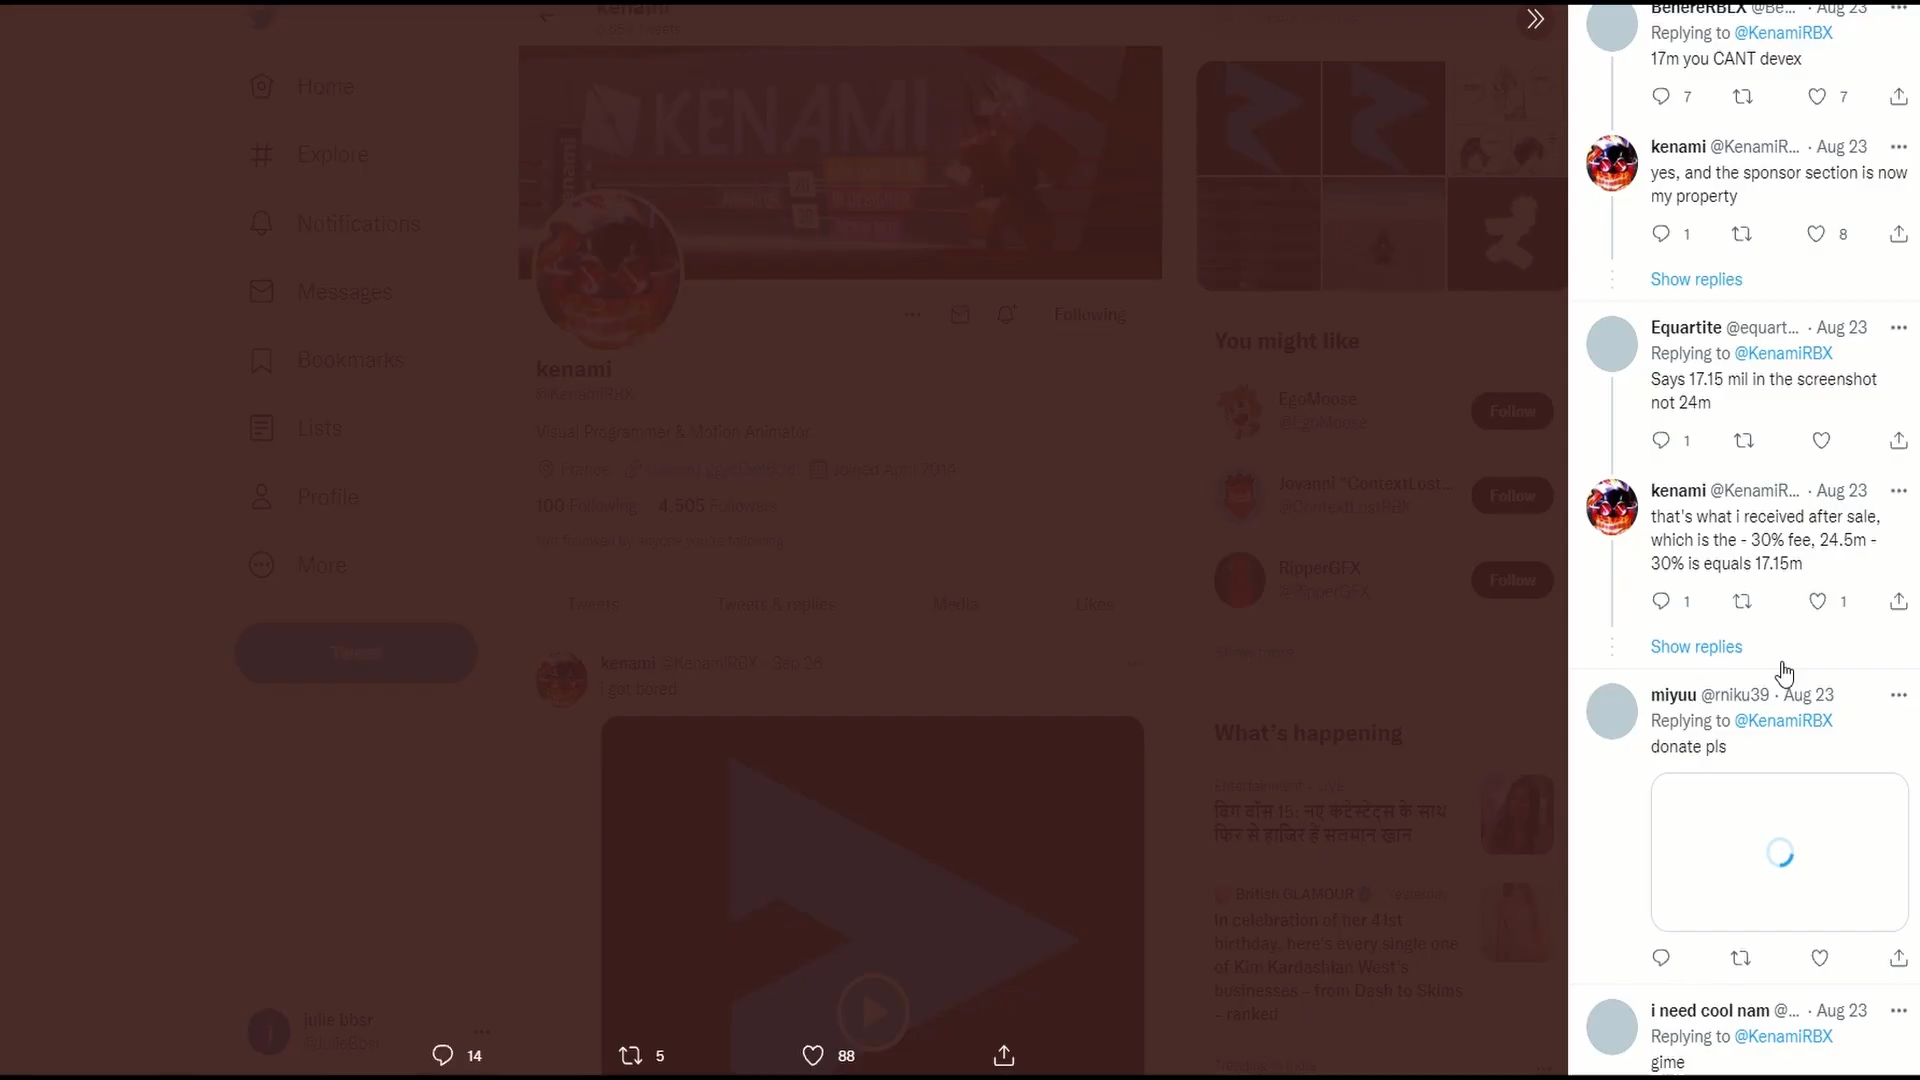 kenami
Home
Explore
Notifications
Messages
Bookmarks
Lists
Profile
More
Tweet
julie bbsr
KENAMI
Following
kenami
@KenamiRBX
Visual Programmer & Motion Animator
France
Joined April 2014
100 Following 4,505 Followers
Not followed by anyone you're following
Tweets Tweets & replies Media Likes
kenami @KenamiRBX · Sep 26
i got bored
14 5 88
You might like
EgoMoose
@EgoMoose
Follow
Jovanni "ContextLost...
@ContextLostBBK
Follow
RipperGFX
@RipperGFX
Follow
Show more
What's happening
Entertainment · LIVE
बिग बॉस 15: नए कंटेस्टेंट्स के साथ
फिर से हाजिर हैं सलमान खान
British GLAMOUR Yesterday
In celebration of her 41st
birthday, here's every single one
of Kim Kardashian West's
businesses – from Dash to Skims
– ranked
Trending in India
BenereRBLX @Be... · Aug 23
Replying to @KenamiRBX
17m you CANT devex
7 7
kenami @KenamiR... · Aug 23
yes, and the sponsor section is now
my property
1 8
Show replies
Equartite @equart... · Aug 23
Replying to @KenamiRBX
Says 17.15 mil in the screenshot
not 24m
1
kenami @KenamiR... · Aug 23
that's what i received after sale,
which is the - 30% fee, 24.5m -
30% is equals 17.15m
1 1
Show replies
miyuu @rniku39 · Aug 23
Replying to @KenamiRBX
donate pls
i need cool nam @... · Aug 23
Replying to @KenamiRBX
gime